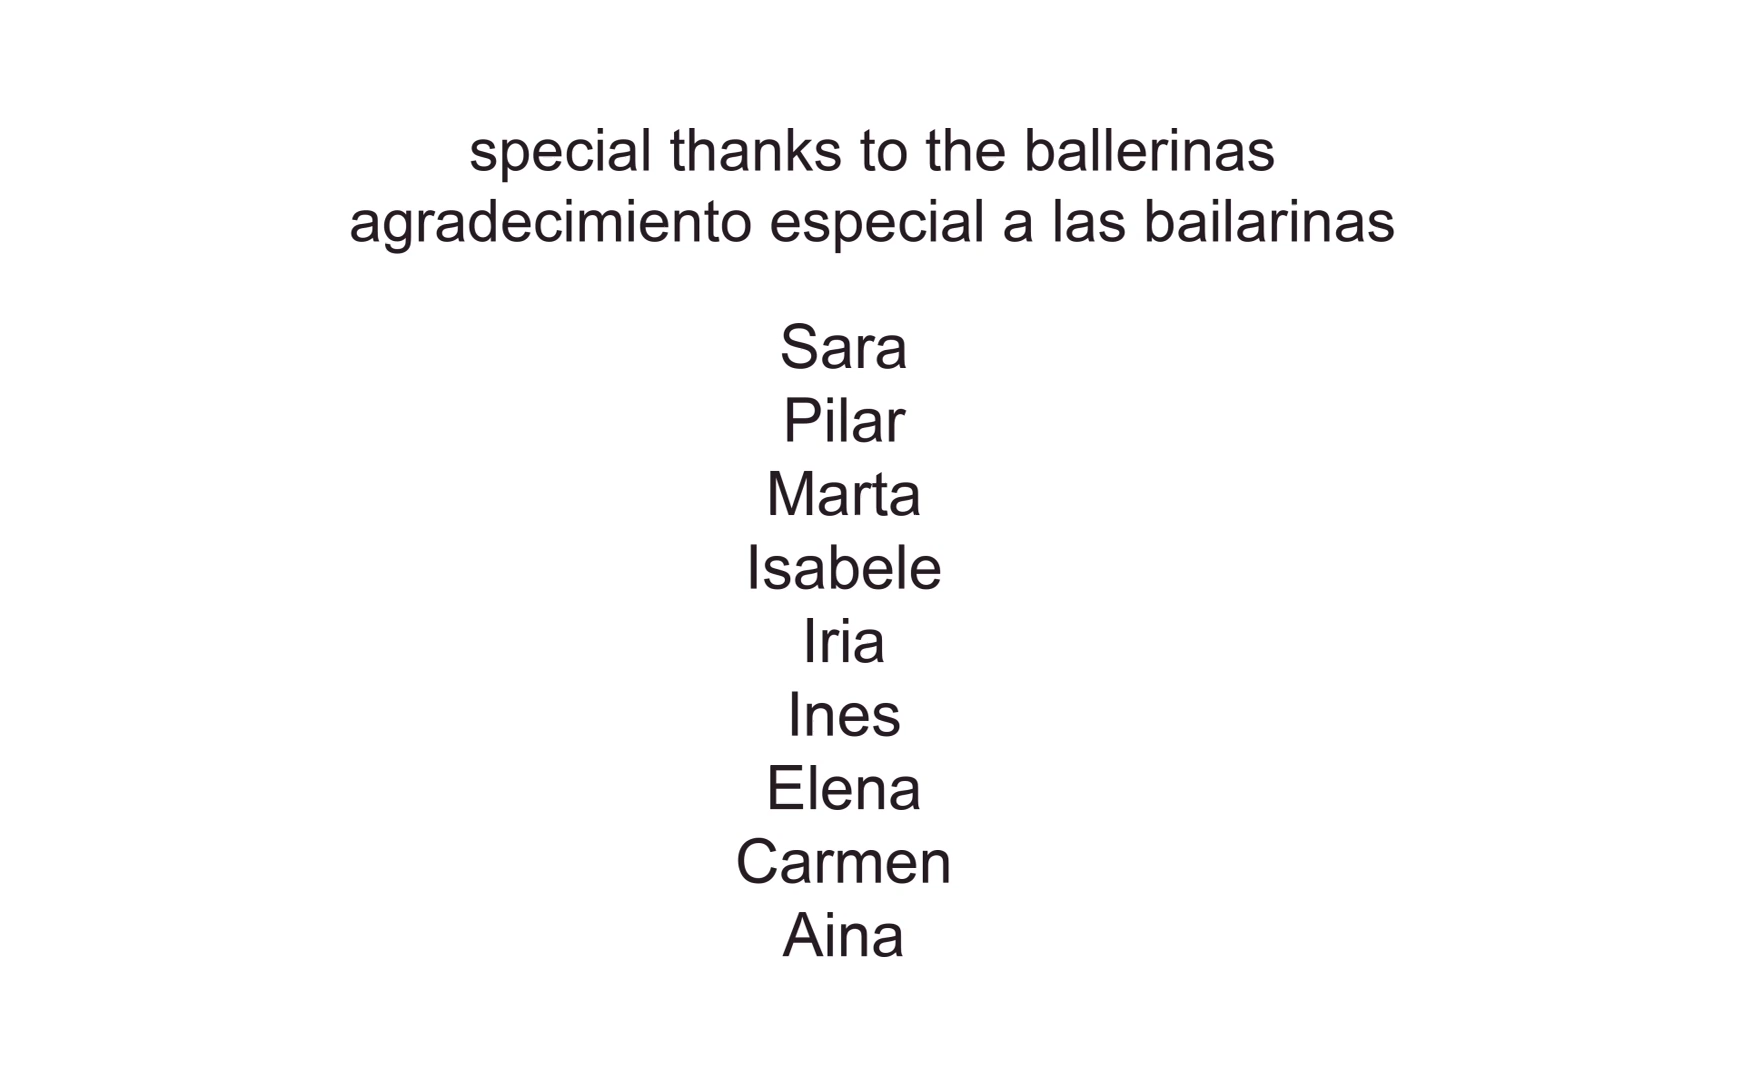 special thanks to the ballerinas
agradecimiento especial a las bailarinas
Sara
Pilar
Marta
Isabele
Iria
Ines
Elena
Carmen
Aina